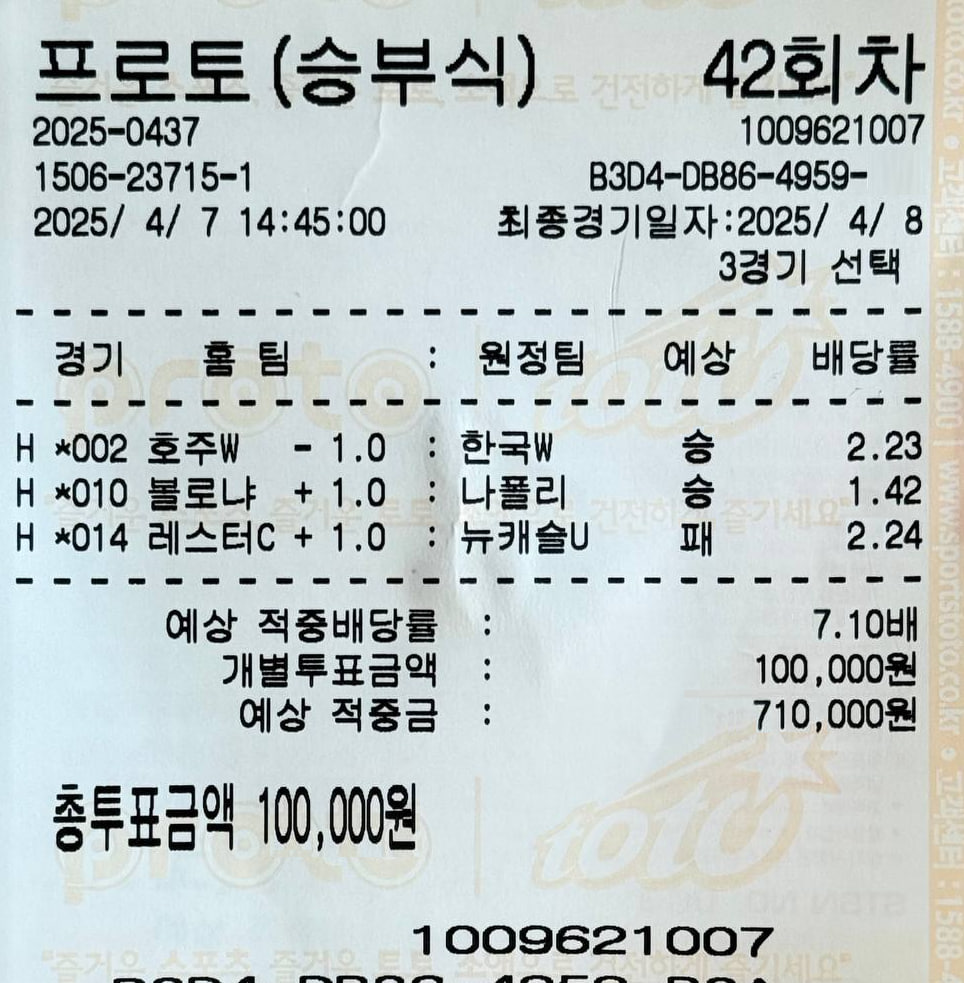 프로토(승부식) 42회차
2025-0437 1009621007
1506-23715-1 B3D4-DB86-4959-
2025/ 4/ 7 14:45:00 최종경기일자:2025/ 4/ 8
3경기 선택
경기 홈 팀 : 원정팀 예상 배당률
H *002 호주W - 1.0 : 한국W 승 2.23
H *010 볼로냐 + 1.0 : 나폴리 승 1.42
H *014 레스터C + 1.0 : 뉴캐슬U 패 2.24
예상 적중배당률 : 7.10배
개별투표금액 : 100,000원
예상 적중금 : 710,000원
총투표금액 100,000원
1009621007